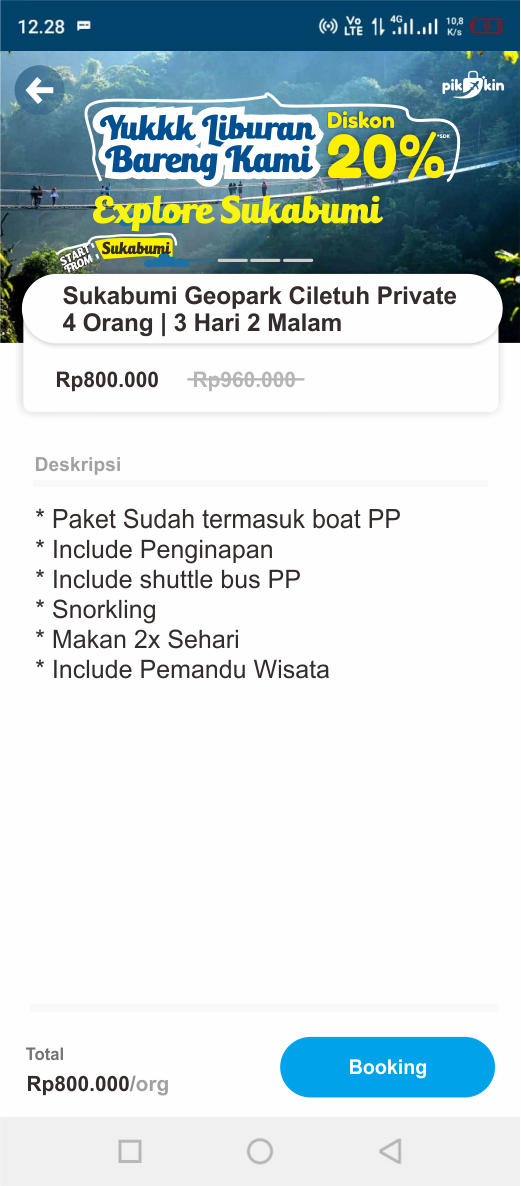 12.28
Vo
LTE
4G
10,8
K/s
pik kin
Yukkk Liburan
Bareng Kami
Diskon
20%
*SDK
Explore Sukabumi
START
FROM
Sukabumi
Sukabumi Geopark Ciletuh Private
4 Orang | 3 Hari 2 Malam
Rp800.000 Rp960.000
Deskripsi
* Paket Sudah termasuk boat PP
* Include Penginapan
* Include shuttle bus PP
* Snorkling
* Makan 2x Sehari
* Include Pemandu Wisata
Total
Rp800.000/org
Booking